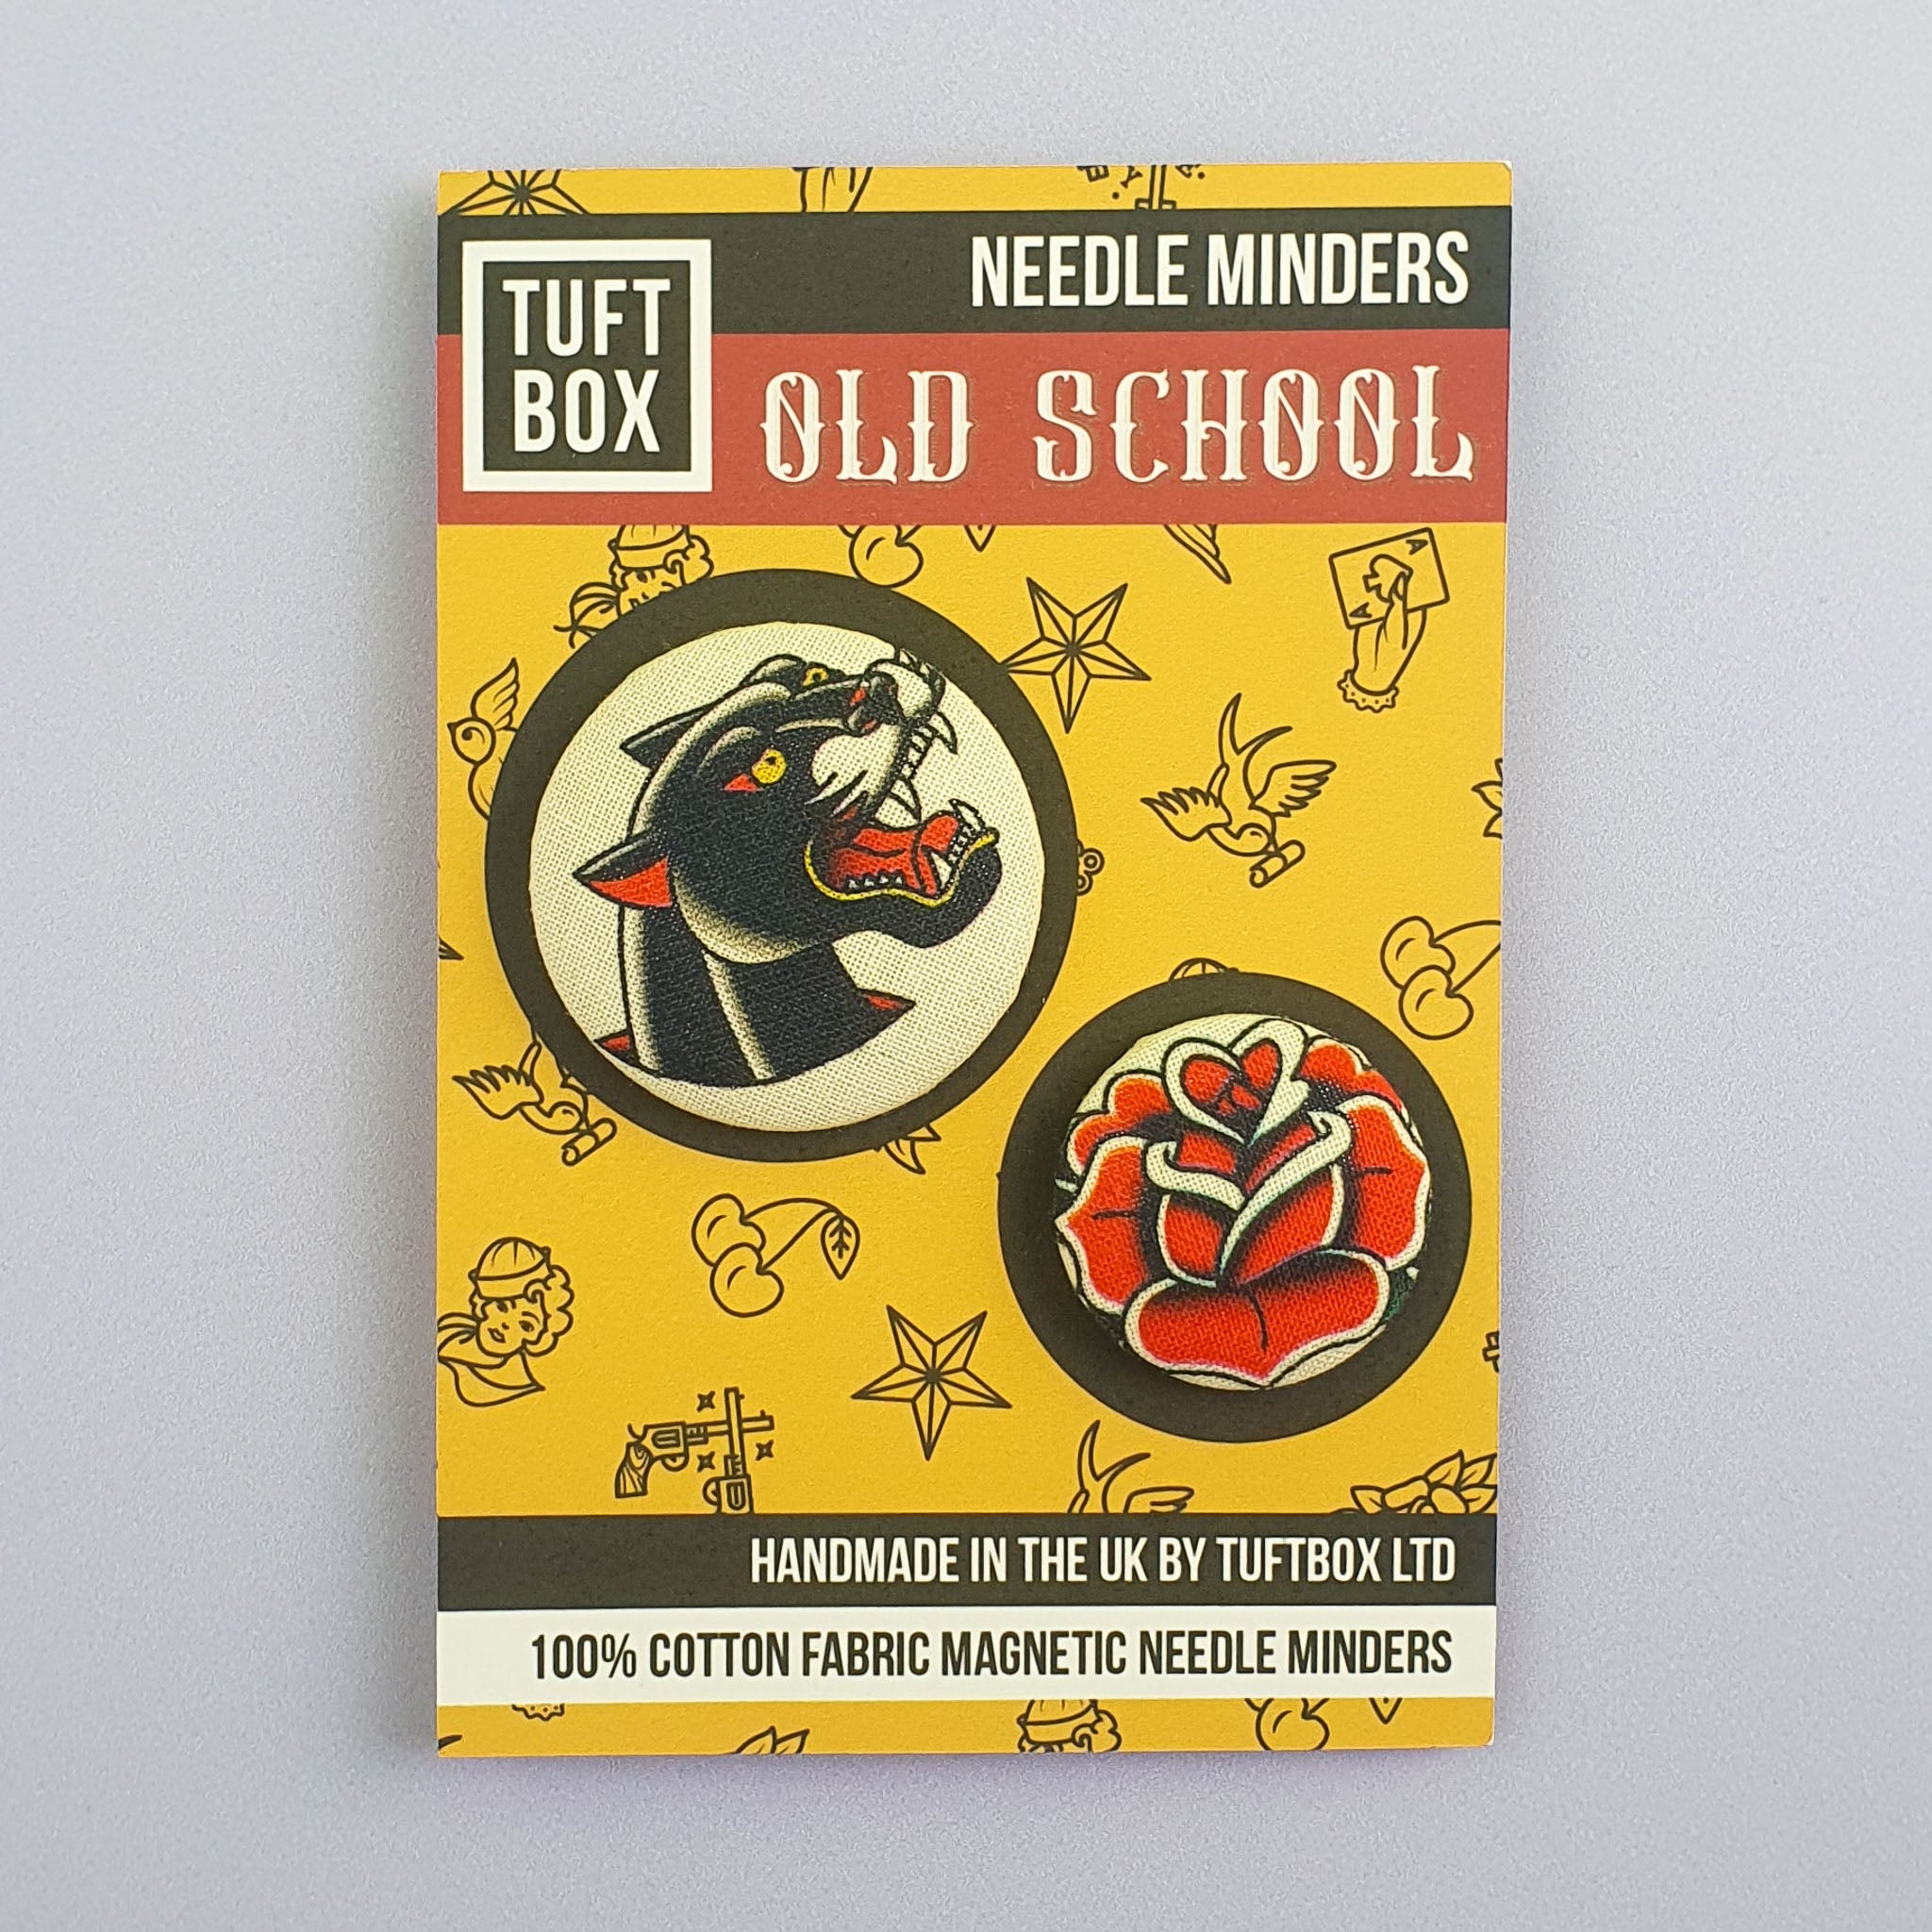 NEEDLE MINDERS
TUFT
BOX
OLD SCHOOL
A
A
HANDMADE IN THE UK BY TUFTBOX LTD
100% COTTON FABRIC MAGNETIC NEEDLE MINDERS